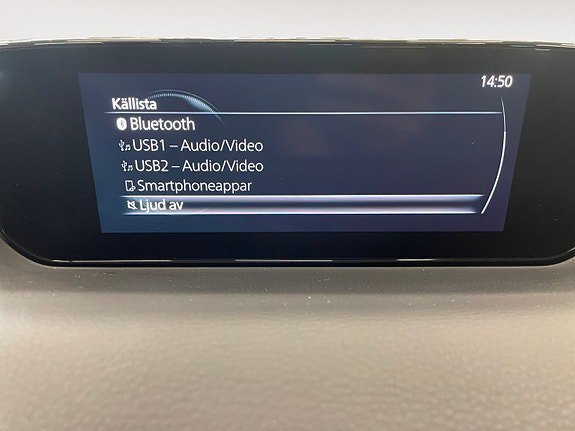 14:50
Källista
Bluetooth
USB1 – Audio/Video
USB2 – Audio/Video
Smartphoneappar
Ljud av